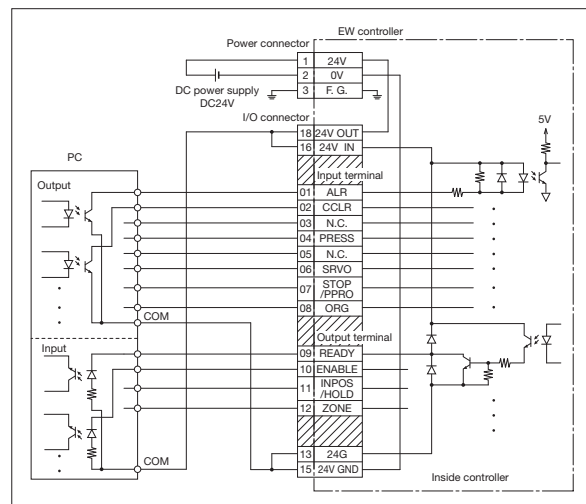 EW controller
Power connector
1 24V
2 0V
3 F. G.
DC power supply
DC24V
I/O connector
18 24V OUT
16 24V IN
5V
PC
Output
Input terminal
01 ALR
02 CCLR
03 N.C.
04 PRESS
05 N.C.
06 SRVO
07 STOP
/PPRO
08 ORG
COM
Output terminal
Input
09 READY
10 ENABLE
11 INPOS
/HOLD
12 ZONE
COM
13 24G
15 24V GND
Inside controller